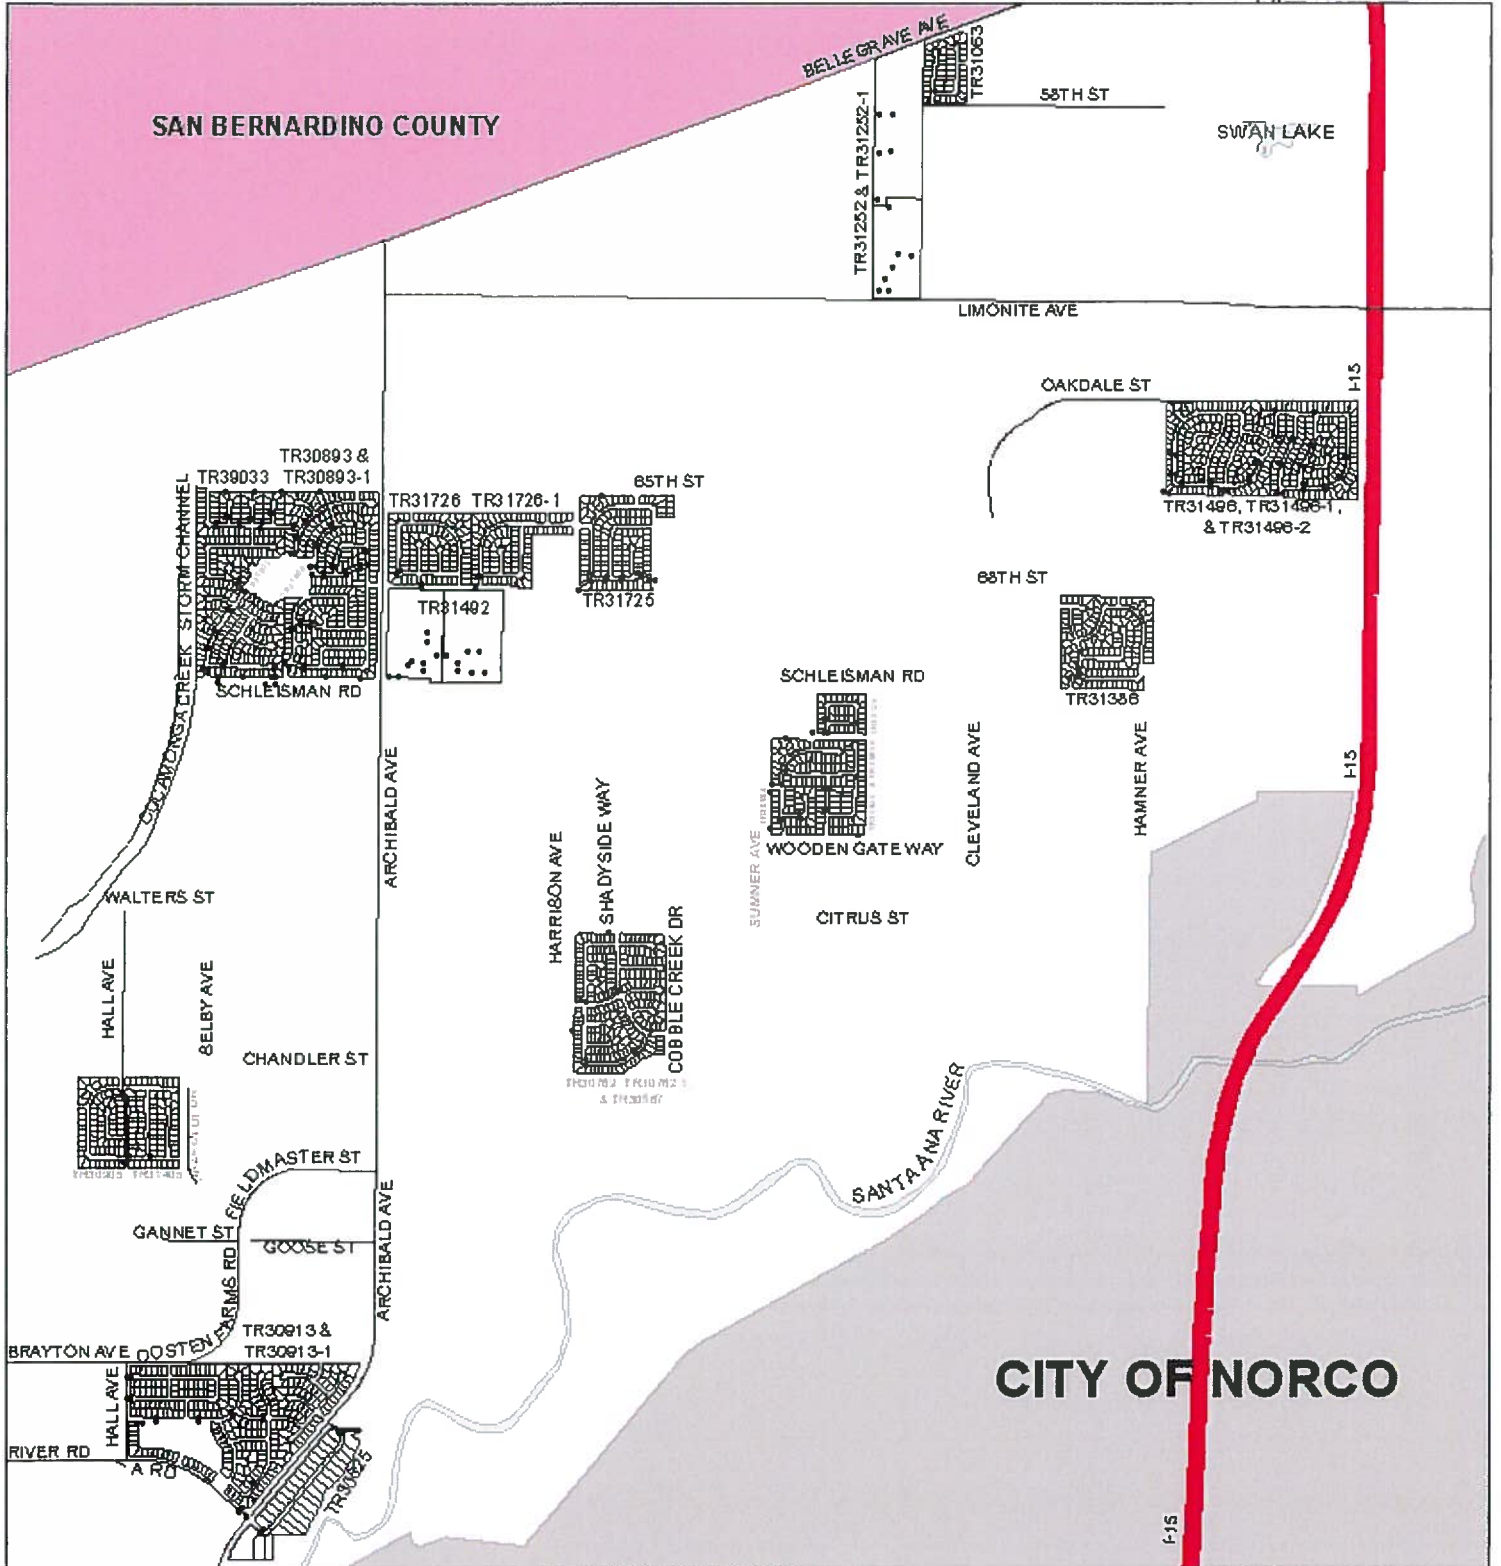 BELLEGRAVE AVE
TR31063
58TH ST
SAN BERNARDINO COUNTY
TR31252 & TR31252-1
SWAN LAKE
LIMONITE AVE
I-15
OAKDALE ST
TR30893 &
TR39033 TR30893-1
TR31726 TR31726-1
65TH ST
TR31496, TR31496-1,
& TR31496-2
CUCAMONGA CREEK STORM CHANNEL
68TH ST
TR31492
TR31725
SCHLEISMAN RD
SCHLEISMAN RD
TR31386
ARCHIBALD AVE
SHADYSIDE WAY
HARRISON AVE
CLEVELAND AVE
HAMNER AVE
I-15
SUMNER AVE
WOODEN GATE WAY
WALTERS ST
CITRUS ST
COBBLE CREEK DR
HALL AVE
SELBY AVE
CHANDLER ST
SANTA ANA RIVER
FIELDMASTER ST
GANNET ST
GOOSE ST
ARCHIBALD AVE
OOSTEN FARMS RD
TR30913 &
TR30913-1
BRAYTON AVE
CITY OF NORCO
HALL AVE
RIVER RD
A RD
I-15